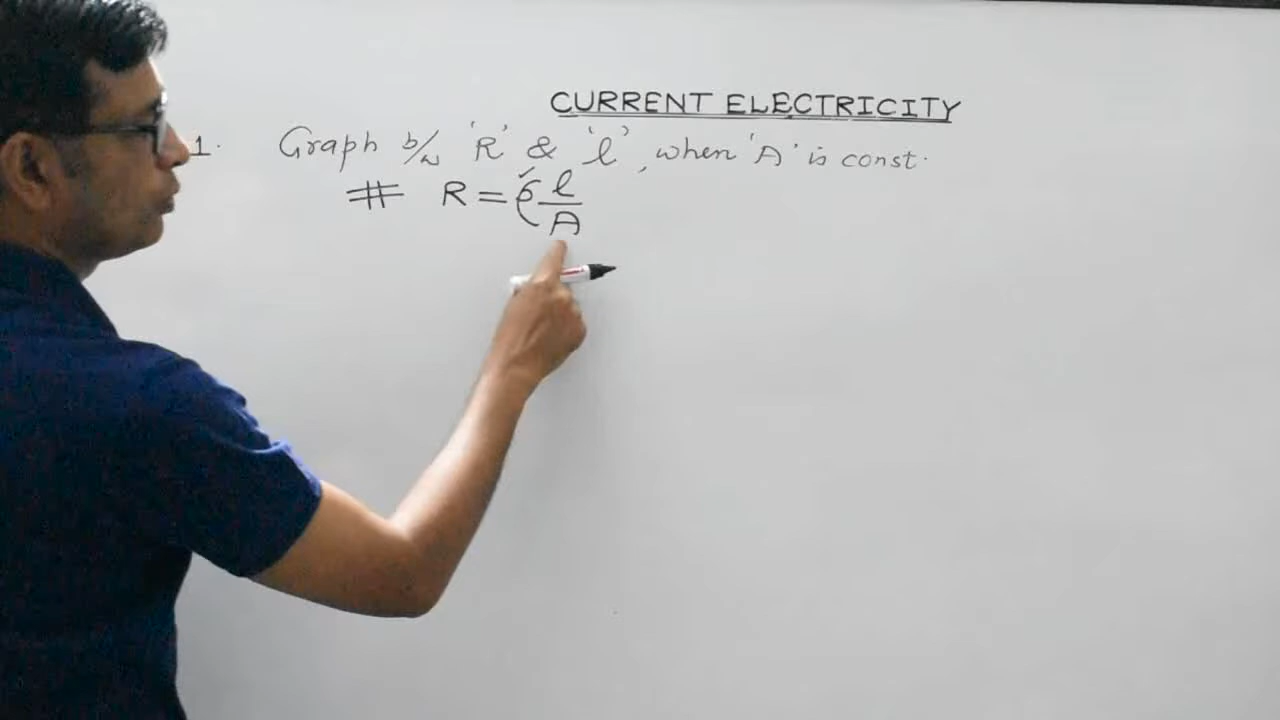 CURRENT ELECTRICITY
1. Graph b/w 'R' & 'l', when 'A' is const.
# R = ρ l/A